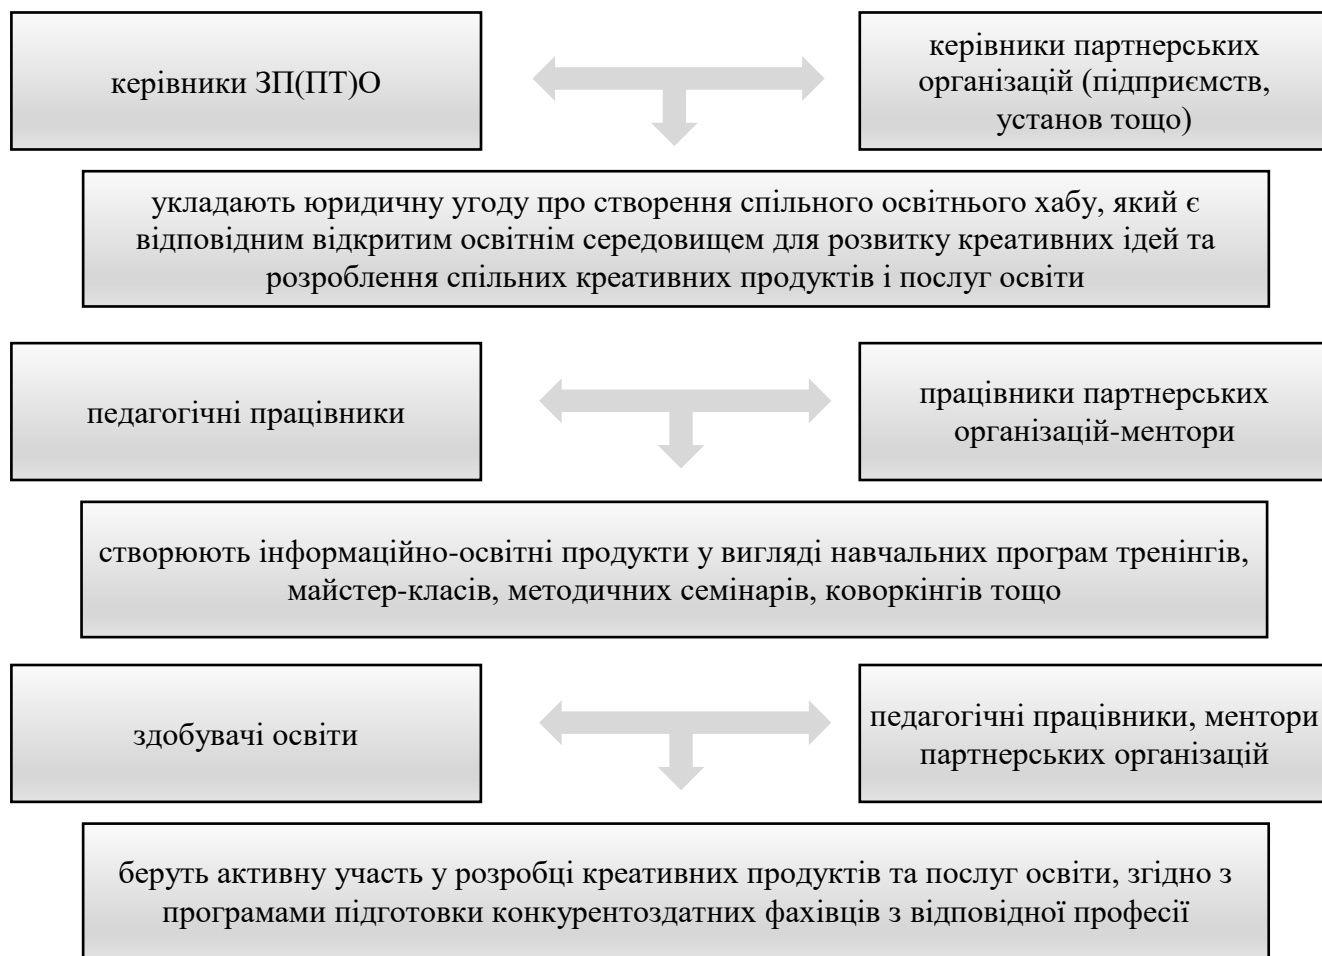 керівники ЗП(ПТ)О
керівники партнерських
організацій (підприємств,
установ тощо)
укладають юридичну угоду про створення спільного освітнього хабу, який є
відповідним відкритим освітнім середовищем для розвитку креативних ідей та
розроблення спільних креативних продуктів і послуг освіти
педагогічні працівники
працівники партнерських
організацій-ментори
створюють інформаційно-освітні продукти у вигляді навчальних програм тренінгів,
майстер-класів, методичних семінарів, коворкінгів тощо
здобувачі освіти
педагогічні працівники, ментори
партнерських організацій
беруть активну участь у розробці креативних продуктів та послуг освіти, згідно з
програмами підготовки конкурентоздатних фахівців з відповідної професії